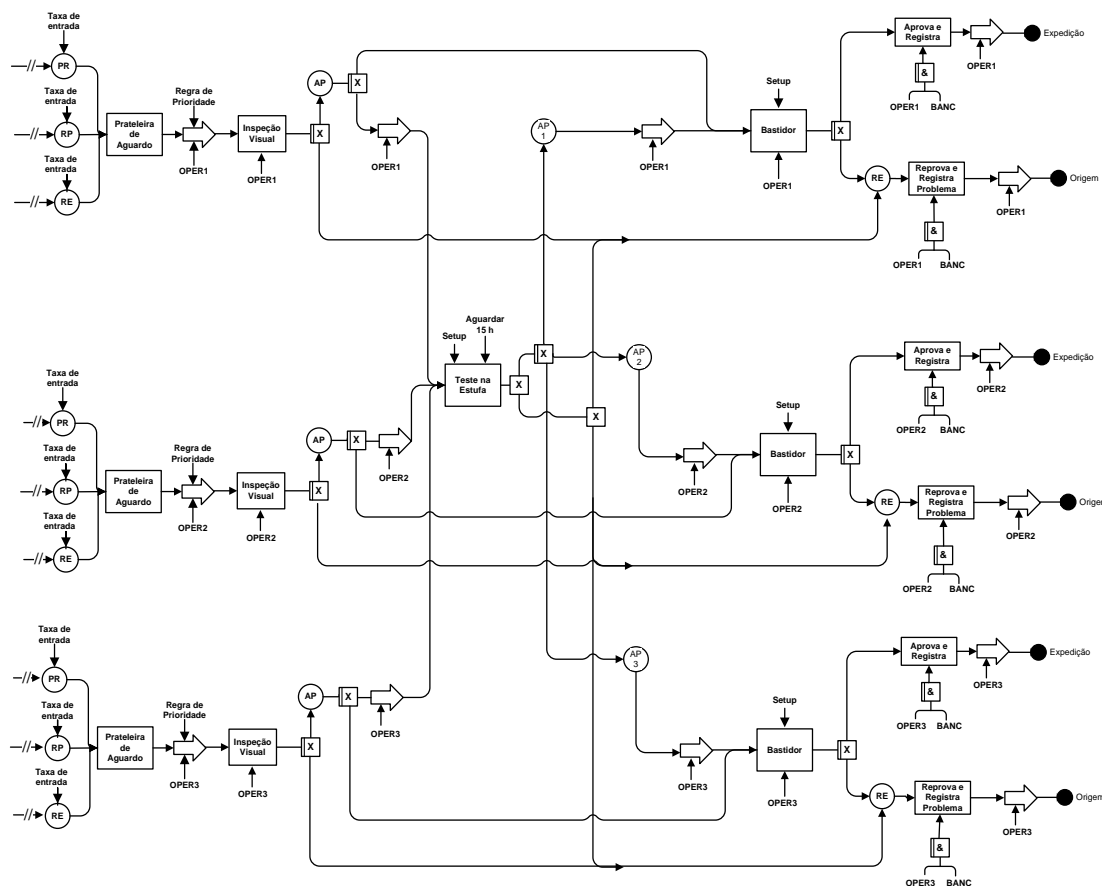 Taxa de
entrada
PR
Taxa de
entrada
RP
Taxa de
entrada
RE
Prateleira
de
Aguardo
Regra de
Prioridade
OPER1
Inspeção
Visual
OPER1
X
AP
X
OPER1
AP
1
OPER1
Setup
Bastidor
OPER1
X
Aprova e
Registra
&
OPER1 BANC
OPER1
Expedição
RE
Reprova e
Registra
Problema
&
OPER1 BANC
OPER1
Origem
Setup
Aguardar
15 h
Teste na
Estufa
X
X
X
Taxa de
entrada
PR
Taxa de
entrada
RP
Taxa de
entrada
RE
Prateleira
de
Aguardo
Regra de
Prioridade
OPER2
Inspeção
Visual
OPER2
X
AP
X
OPER2
AP
2
OPER2
Setup
Bastidor
OPER2
X
Aprova e
Registra
&
OPER2 BANC
OPER2
Expedição
RE
Reprova e
Registra
Problema
&
OPER2 BANC
OPER2
Origem
Taxa de
entrada
PR
Taxa de
entrada
RP
Taxa de
entrada
RE
Prateleira
de
Aguardo
Regra de
Prioridade
OPER3
Inspeção
Visual
OPER3
X
AP
X
OPER3
AP
3
OPER3
Setup
Bastidor
OPER3
X
Aprova e
Registra
&
OPER3 BANC
OPER3
Expedição
RE
Reprova e
Registra
Problema
&
OPER3 BANC
OPER3
Origem